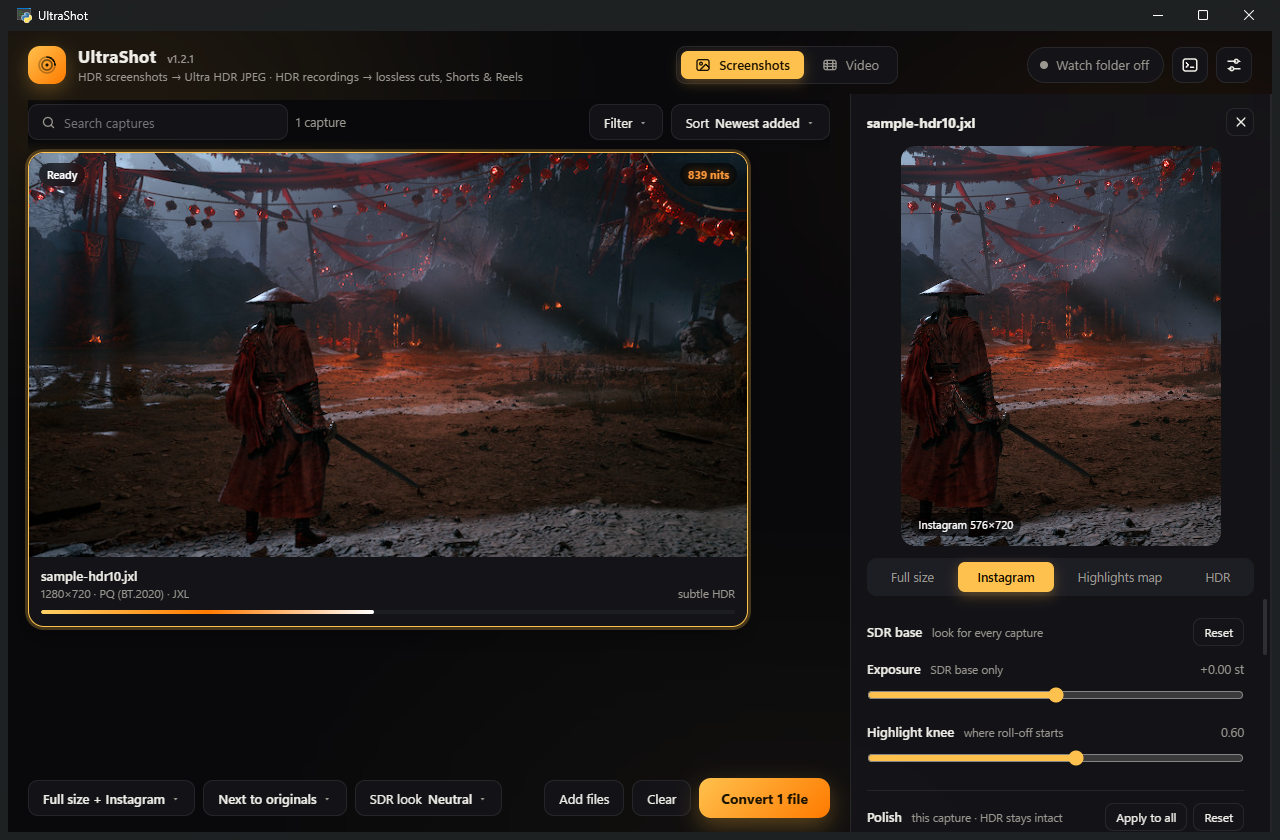 UltraShot
UltraShot v1.2.1
HDR screenshots → Ultra HDR JPEG · HDR recordings → lossless cuts, Shorts & Reels
Screenshots
Video
Watch folder off
Search captures
1 capture
Filter
Sort Newest added
Ready
839 nits
sample-hdr10.jxl
1280×720 · PQ (BT.2020) · JXL
subtle HDR
Full size + Instagram
Next to originals
SDR look Neutral
Add files
Clear
Convert 1 file
sample-hdr10.jxl
Instagram 576×720
Full size
Instagram
Highlights map
HDR
SDR base look for every capture
Reset
Exposure SDR base only
+0.00 st
Highlight knee where roll-off starts
0.60
Polish this capture · HDR stays intact
Apply to all
Reset